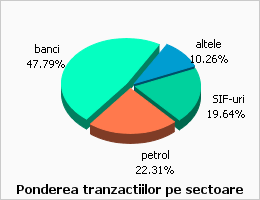 altele
10.26%
banci
47.79%
SIF-uri
19.64%
petrol
22.31%
Ponderea tranzactiilor pe sectoare